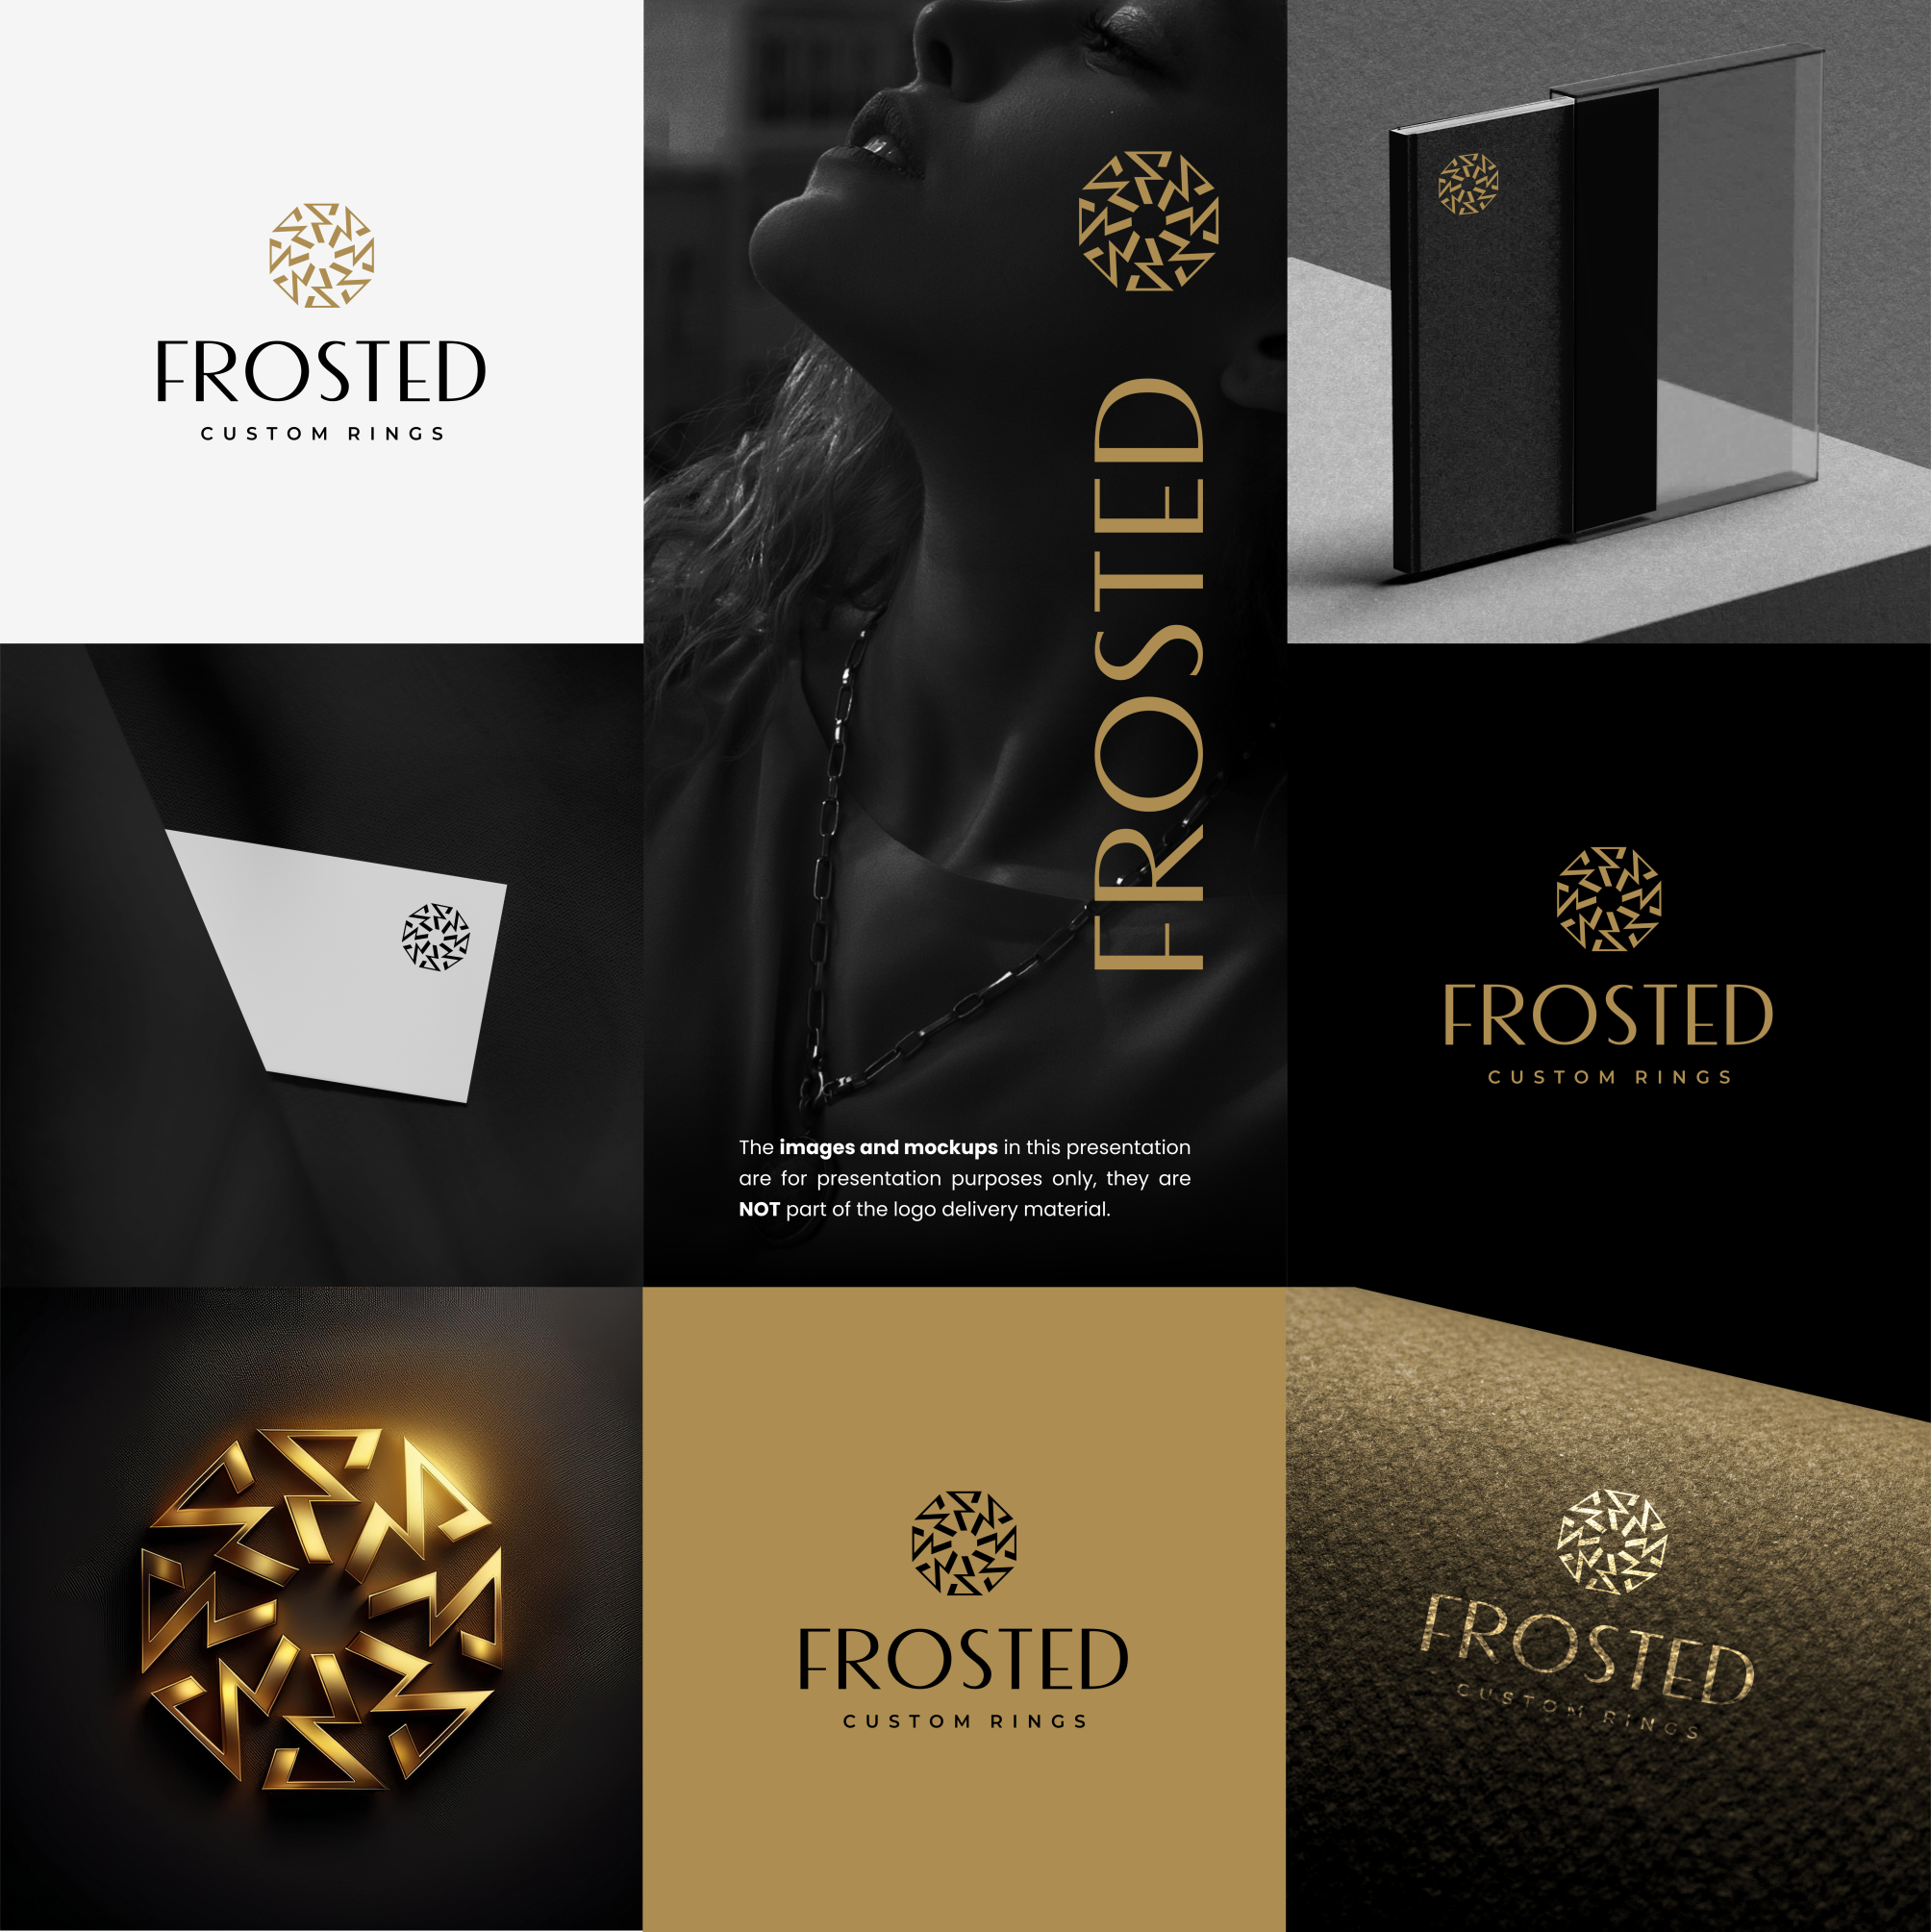 FROSTED
CUSTOM RINGS
FROSTED
The images and mockups in this presentation
are for presentation purposes only, they are
NOT part of the logo delivery material.
FROSTED
CUSTOM RINGS
FROSTED
CUSTOM RINGS
FROSTED
CUSTOM RINGS